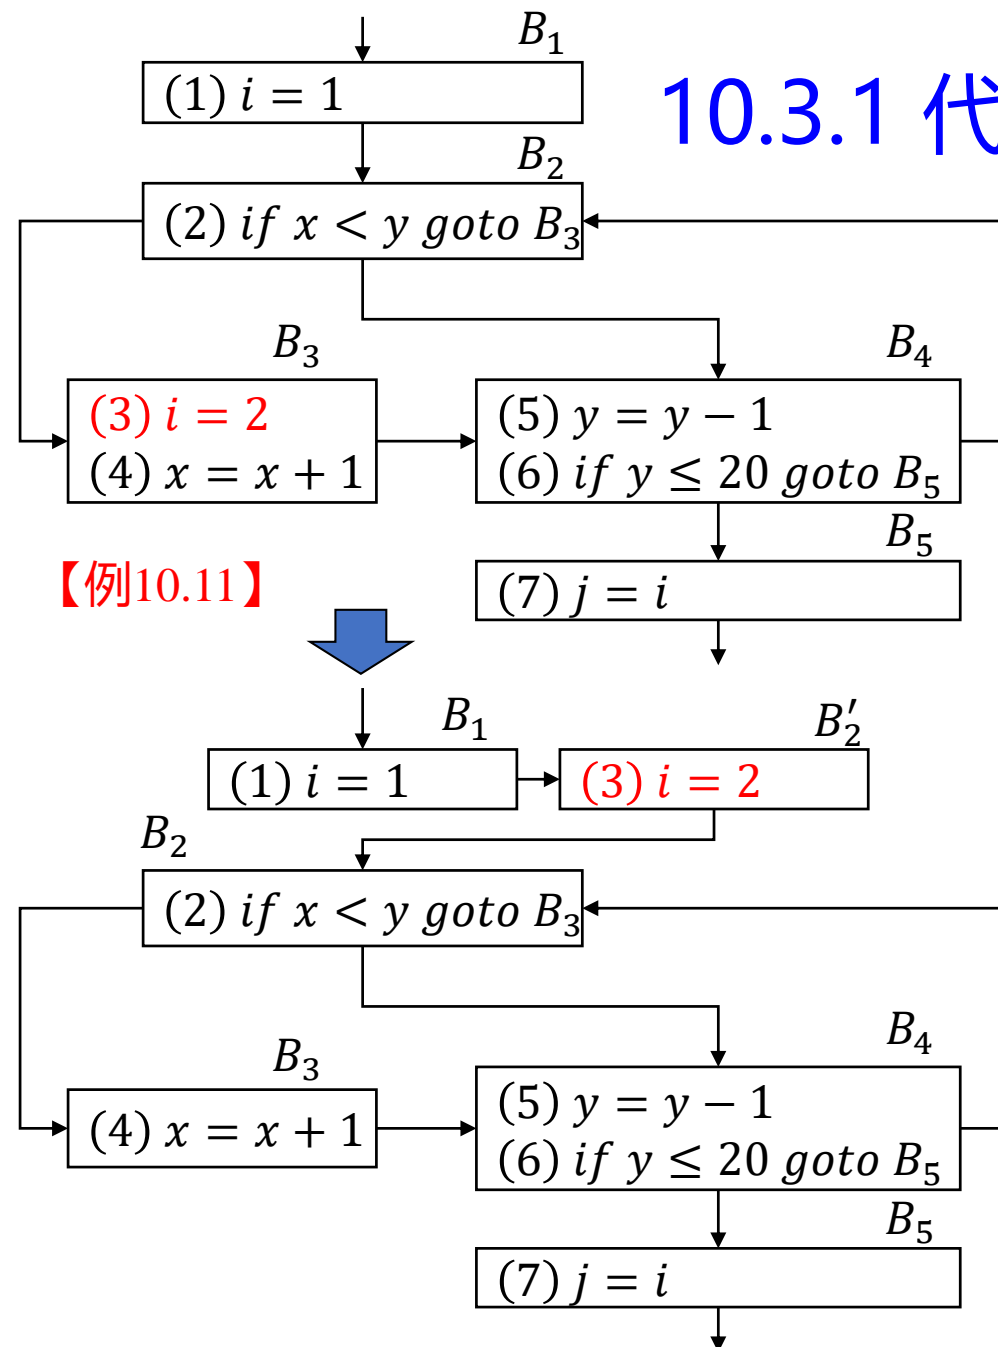 B₁
(1) i = 1
10.3.1 代
B₂
(2) if x < y goto B₃
B₃
(3) i = 2
(4) x = x + 1
B₄
(5) y = y − 1
(6) if y ≤ 20 goto B₅
【例10.11】
B₅
(7) j = i
B₁
(1) i = 1
B₂′
(3) i = 2
B₂
(2) if x < y goto B₃
B₃
(4) x = x + 1
B₄
(5) y = y − 1
(6) if y ≤ 20 goto B₅
B₅
(7) j = i